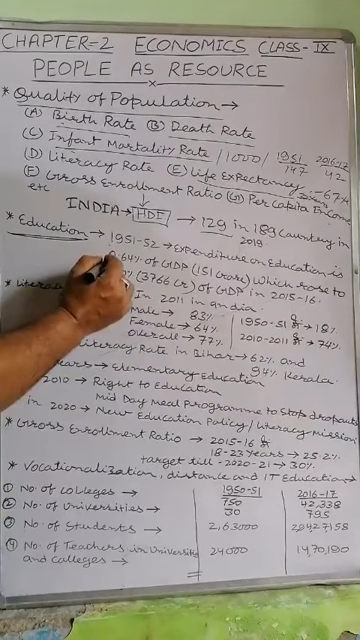 CHAPTER=2 ECONOMICS CLASS-IX
PEOPLE AS RESOURCE
* Quality of Population →
(A) Birth Rate (B) Death Rate
(C) Infant Mortality Rate /1000/ 1951 2016-17
147 42
(D) Literacy Rate (E) Life Expectancy :-67.4
(F) Gross Enrollment Ratio (G) Per Capita Income
etc
INDIA → HDI → 129 in 189 Country in
2018.
* Education → 1951-52 → Expenditure on Education is
0.64% of GDP (151 Crore) Which rose to
(3766 Cr) of GDP in 2015-16.
In 2011 in India.
Male → 83%
1950-51 → 18%
Female → 64%
2010-2011 → 74%
Overall → 77%
Literacy Rate in Bihar → 62% and
94% Kerala.
years → Elementary Education
2010 → Right to Education
Mid Day Meal Programme to Stop dropouts
in 2020 → New Education Policy/Literacy Mission
* Gross Enrollment Ratio → 2015-16
18-23 Years → 25.2%
target till → 2020-21 → 30%.
* Vocationalization, distance and IT Education →
1950-51 2016-17
① No. of Colleges → 750 42,338
② No. of Universities → 30 795
③ No. of Students → 2,63000 29427158
④ No. of Teachers in Universities 24000 14,70,190
and Colleges →